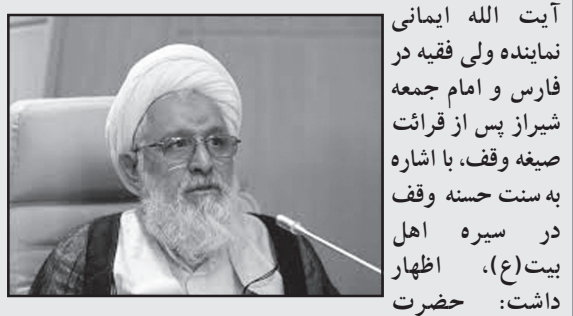 آیت الله ایمانی
نماینده ولی فقیه در
فارس و امام جمعه
شیراز پس از قرائت
صیغه وقف، با اشاره
به سنت حسنه وقف
در سیره اهل
بیت(ع)، اظهار
داشت: حضرت